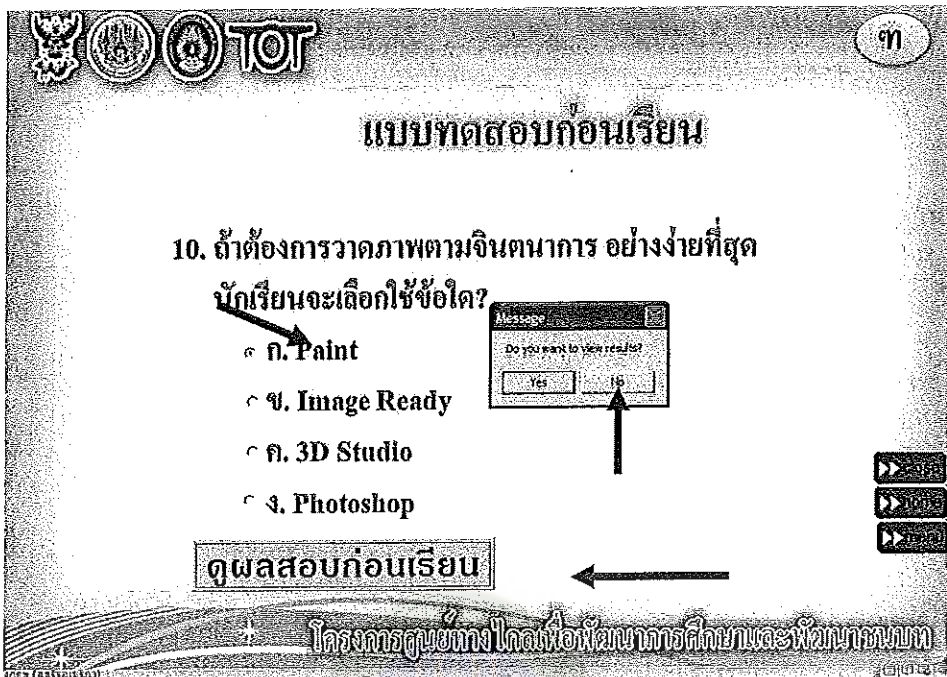 TOT
ฑ
แบบทดสอบก่อนเรียน
10. ถ้าต้องการวาดภาพตามจินตนาการ อย่างง่ายที่สุด
นักเรียนจะเลือกใช้ข้อใด?
ก. Paint
ข. Image Ready
ค. 3D Studio
ง. Photoshop
Message
Do you want to view results?
Yes
No
ดูผลสอบก่อนเรียน
โครงการศูนย์ทางไกลเพื่อพัฒนาการศึกษาและพัฒนาชนบท